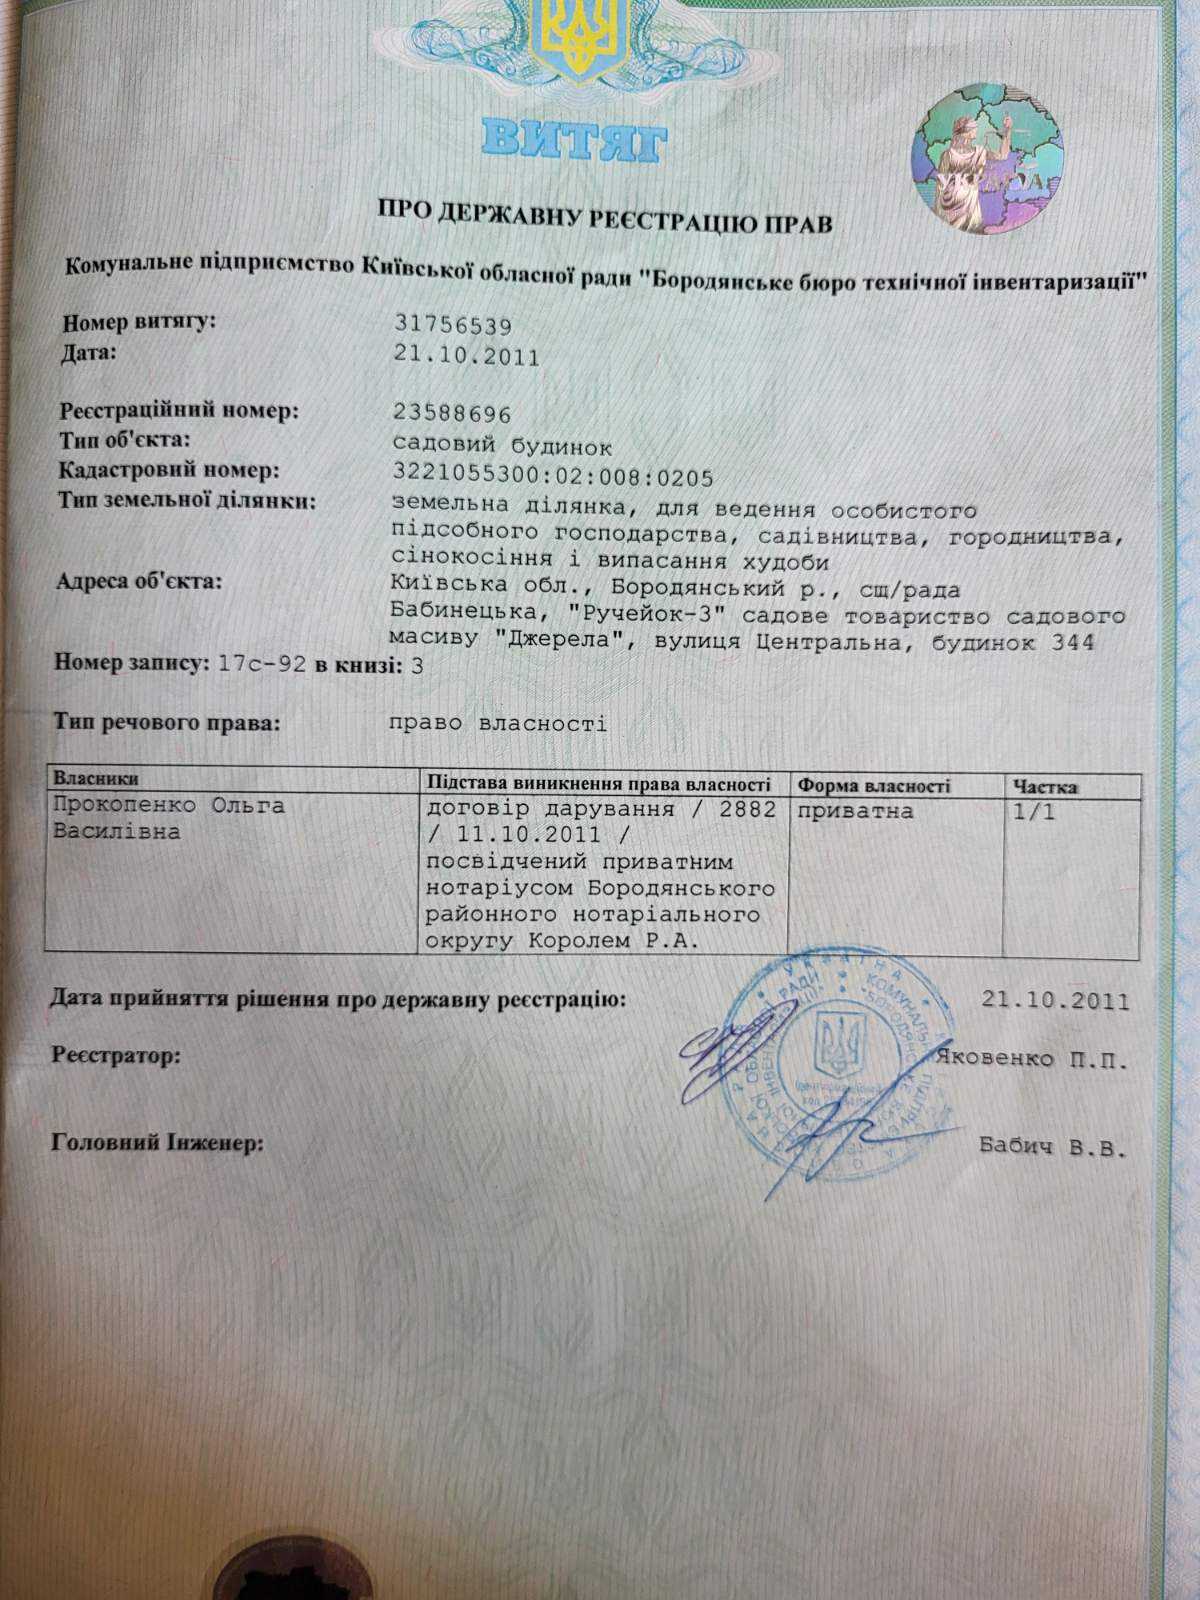 ВИТЯГ
УКРАЇНА
ПРО ДЕРЖАВНУ РЕЄСТРАЦІЮ ПРАВ
Комунальне підприємство Київської обласної ради "Бородянське бюро технічної інвентаризації"
Номер витягу: 31756539
Дата: 21.10.2011
Реєстраційний номер: 23588696
Тип об'єкта: садовий будинок
Кадастровий номер: 3221055300:02:008:0205
Тип земельної ділянки: земельна ділянка, для ведення особистого
підсобного господарства, садівництва, городництва,
сінокосіння і випасання худоби
Адреса об'єкта: Київська обл., Бородянський р., сщ/рада
Бабинецька, "Ручейок-3" садове товариство садового
масиву "Джерела", вулиця Центральна, будинок 344
Номер запису: 17с-92 в книзі: 3
Тип речового права: право власності
Власники Підстава виникнення права власності Форма власності Частка
Прокопенко Ольга договір дарування / 2882 приватна 1/1
Василівна / 11.10.2011 /
посвідчений приватним
нотаріусом Бородянського
районного нотаріального
округу Королем Р.А.
Дата прийняття рішення про державну реєстрацію: 21.10.2011
Реєстратор: Яковенко П.П.
Головний Інженер: Бабич В.В.
УКРАЇНА